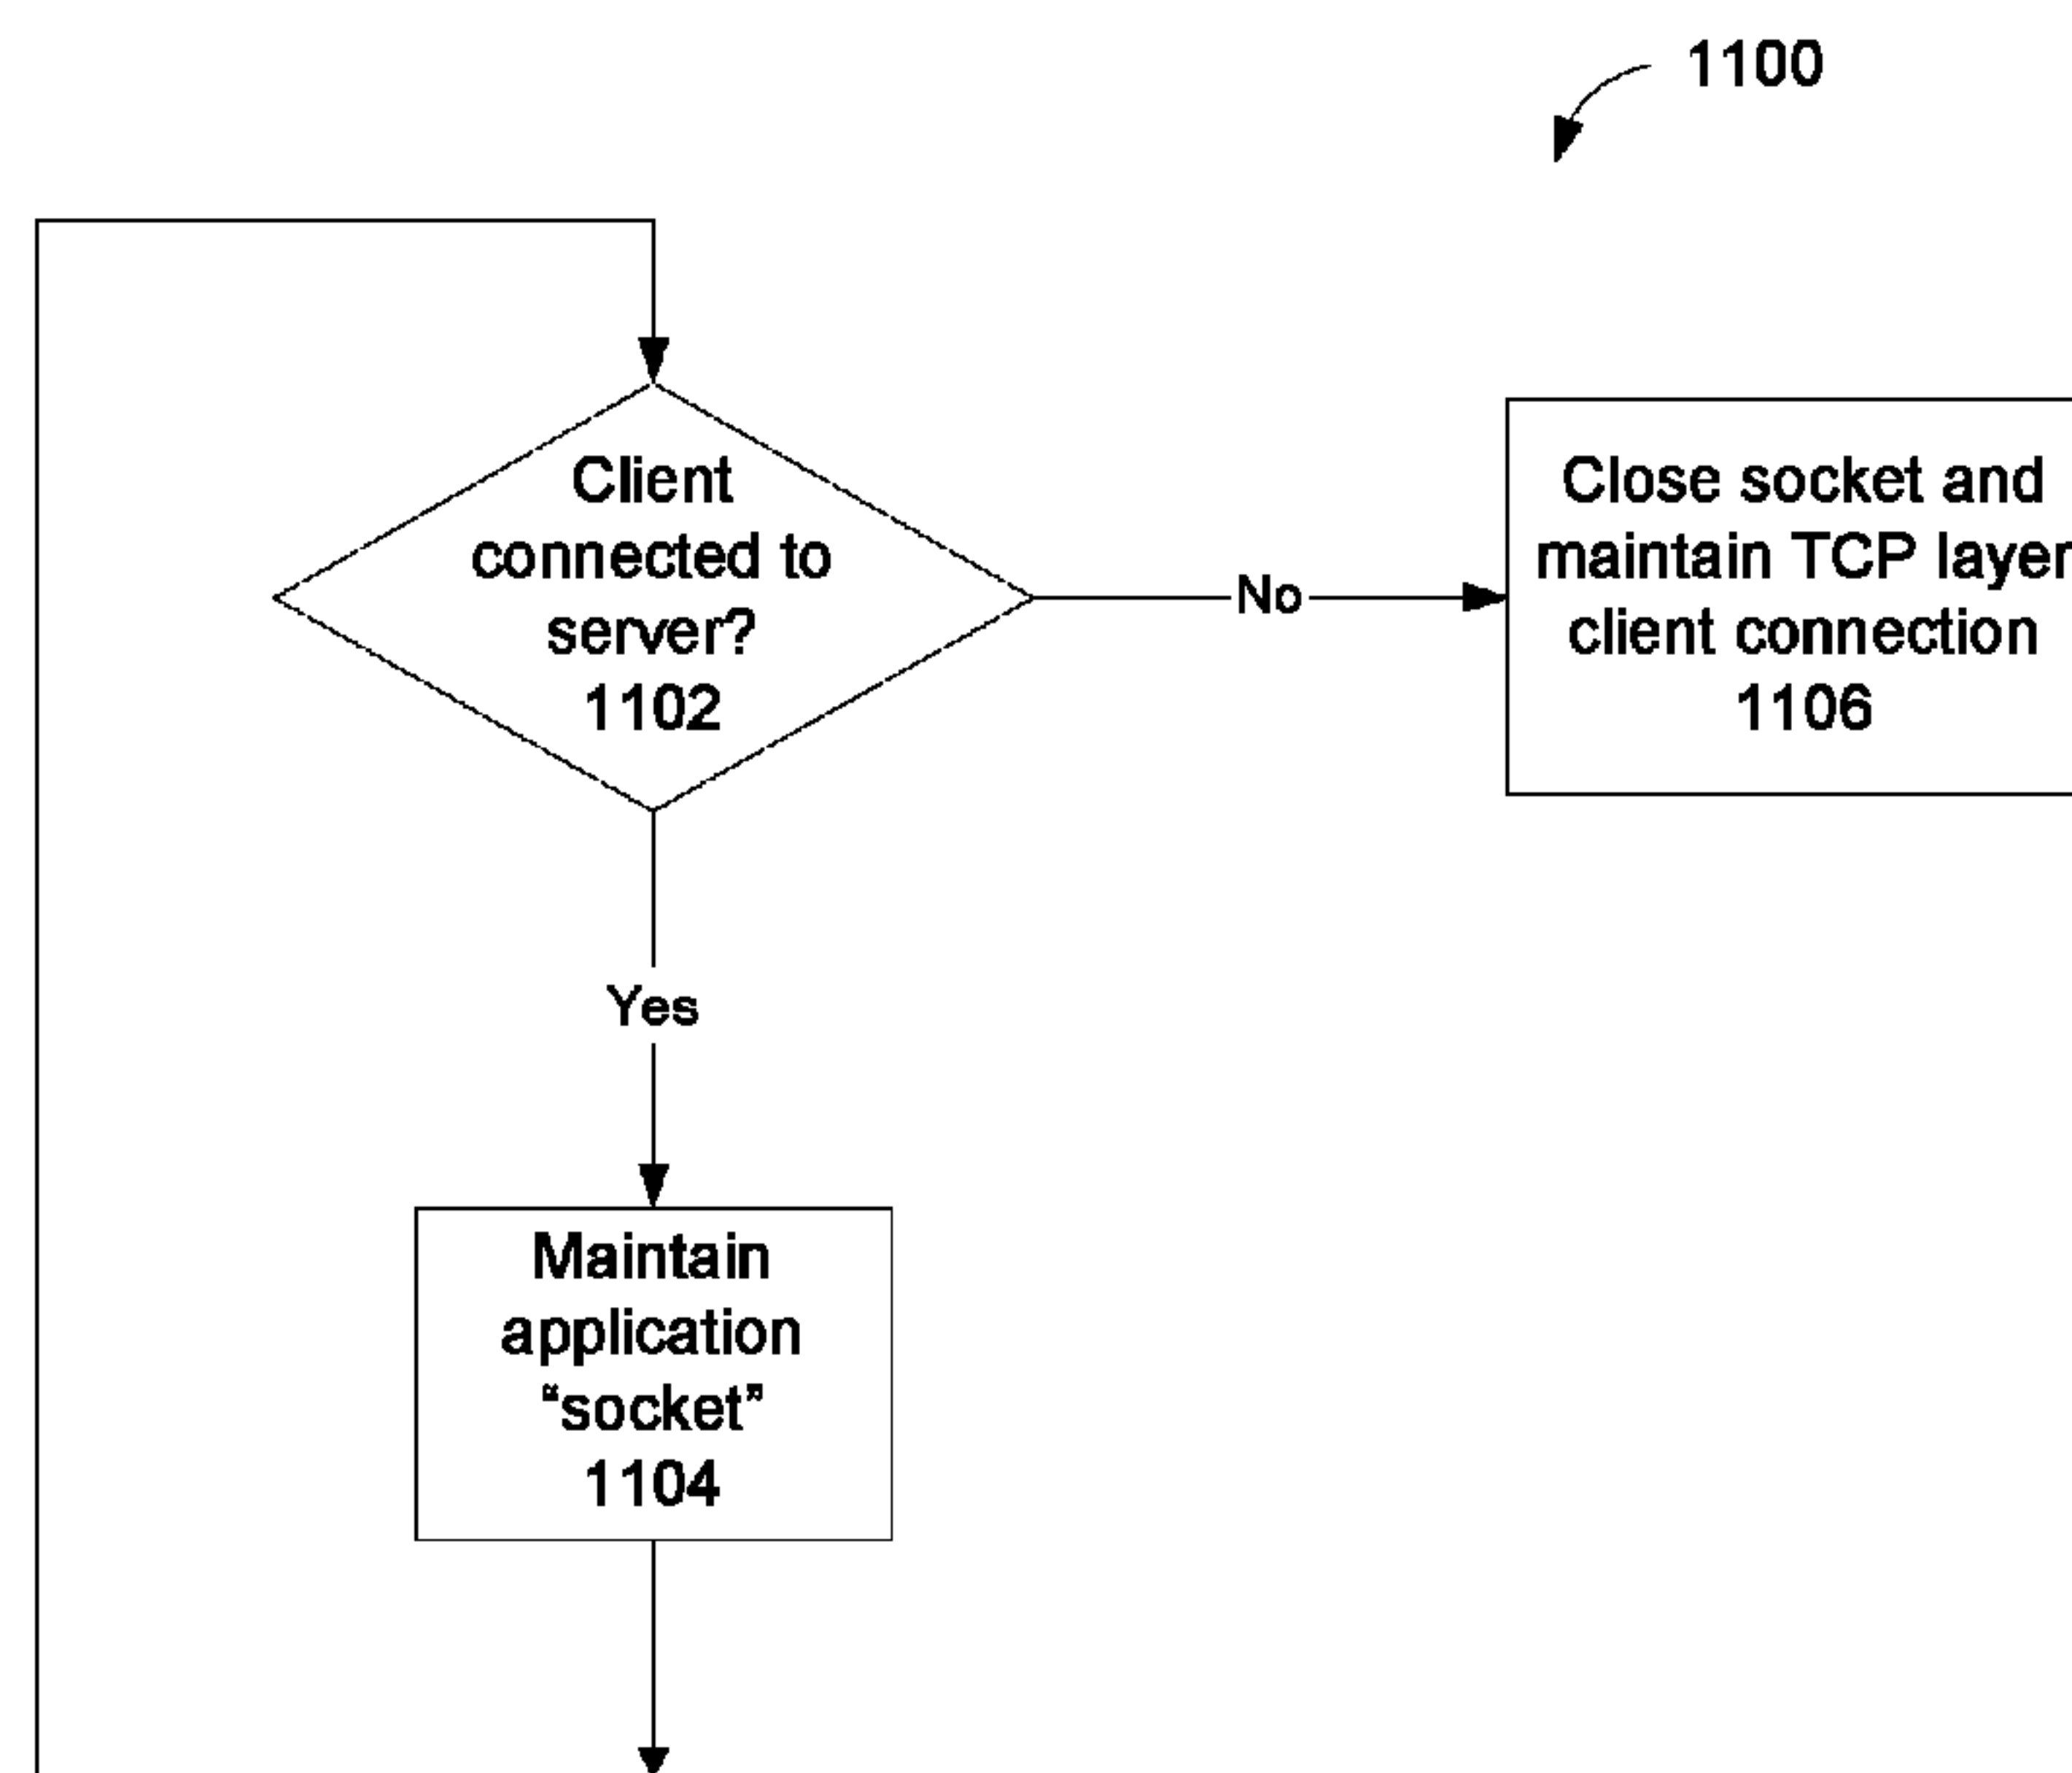 1100
Client
connected to
server?
1102
No
Close socket and
maintain TCP layer
client connection
1106
Yes
Maintain
application
“socket”
1104